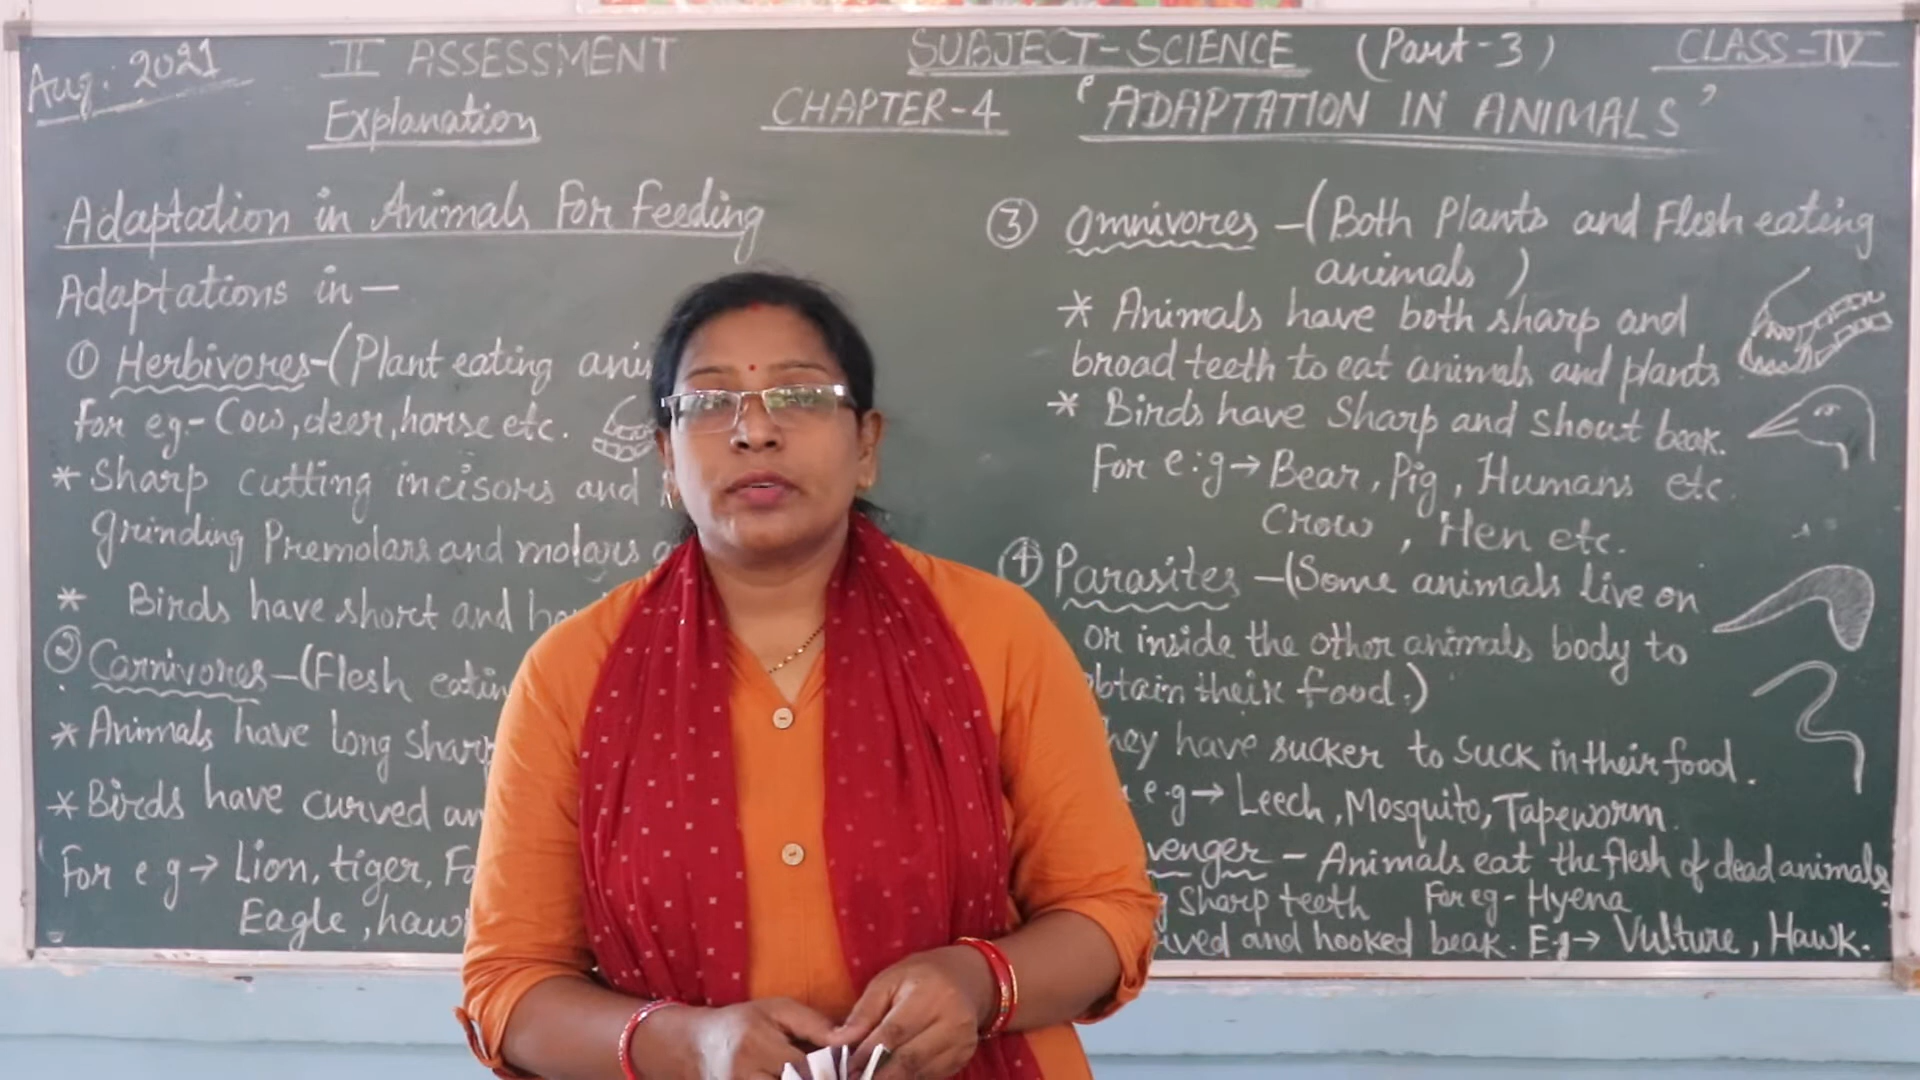 Aug. 2021
II ASSESSMENT
Explanation
SUBJECT-SCIENCE (Part-3) CLASS-IV
CHAPTER-4 'ADAPTATION IN ANIMALS'
Adaptation in Animals For Feeding
Adaptations in—
① Herbivores-(Plant eating
For eg.- Cow, deer, horse etc.
* Sharp cutting incisors and
grinding Premolars and molars
* Birds have short and
② Carnivores-(Flesh
* Animals have long
* Birds have curved
For e g → Lion, tiger,
Eagle,
③ Omnivores -(Both Plants and Flesh eating
animals)
* Animals have both sharp and
broad teeth to eat animals and plants
* Birds have Sharp and Shout beak.
For e:g → Bear, Pig, Humans etc.
Crow, Hen etc.
④ Parasites -(Some animals live on
or inside the other animals body to
their food.)
have sucker to suck in their food.
e.g → Leech, Mosquito, Tapeworm.
- Animals eat the flesh of dead animals
Sharp teeth For eg - Hyena
and hooked beak. E.g → Vulture, Hawk.